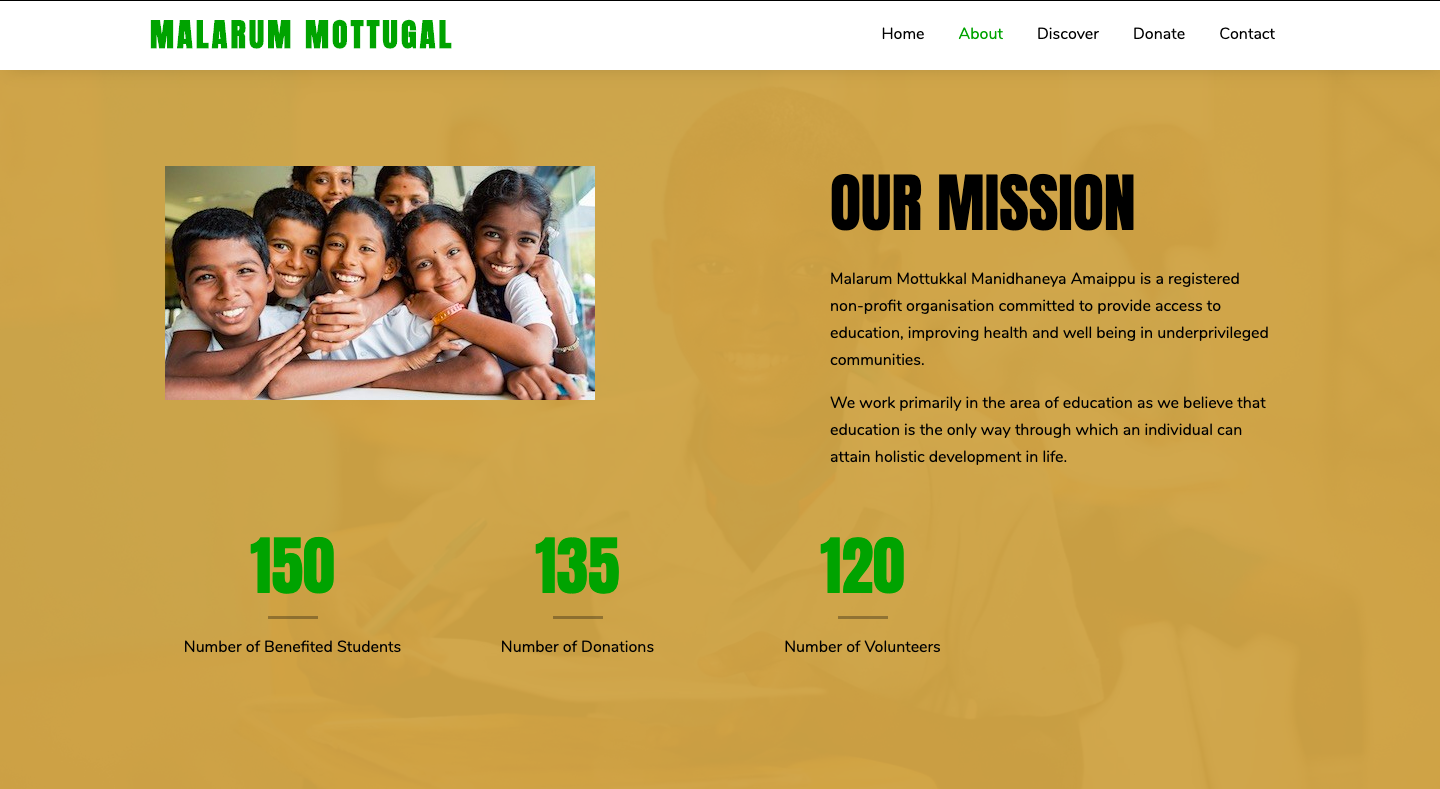 MALARUM MOTTUGAL
Home About Discover Donate Contact
OUR MISSION
Malarum Mottukkal Manidhaneya Amaippu is a registered
non-profit organisation committed to provide access to
education, improving health and well being in underprivileged
communities.
We work primarily in the area of education as we believe that
education is the only way through which an individual can
attain holistic development in life.
150
Number of Benefited Students
135
Number of Donations
120
Number of Volunteers